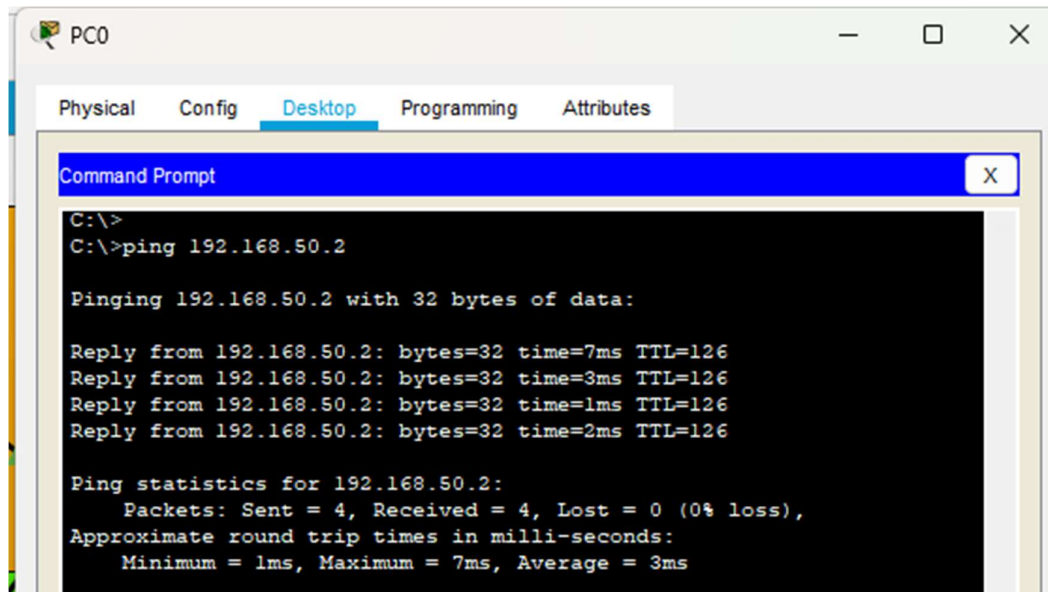 PC0
Physical Config Desktop Programming Attributes
Command Prompt
X
C:\>
C:\>ping 192.168.50.2
Pinging 192.168.50.2 with 32 bytes of data:
Reply from 192.168.50.2: bytes=32 time=7ms TTL=126
Reply from 192.168.50.2: bytes=32 time=3ms TTL=126
Reply from 192.168.50.2: bytes=32 time=1ms TTL=126
Reply from 192.168.50.2: bytes=32 time=2ms TTL=126
Ping statistics for 192.168.50.2:
Packets: Sent = 4, Received = 4, Lost = 0 (0% loss),
Approximate round trip times in milli-seconds:
Minimum = 1ms, Maximum = 7ms, Average = 3ms